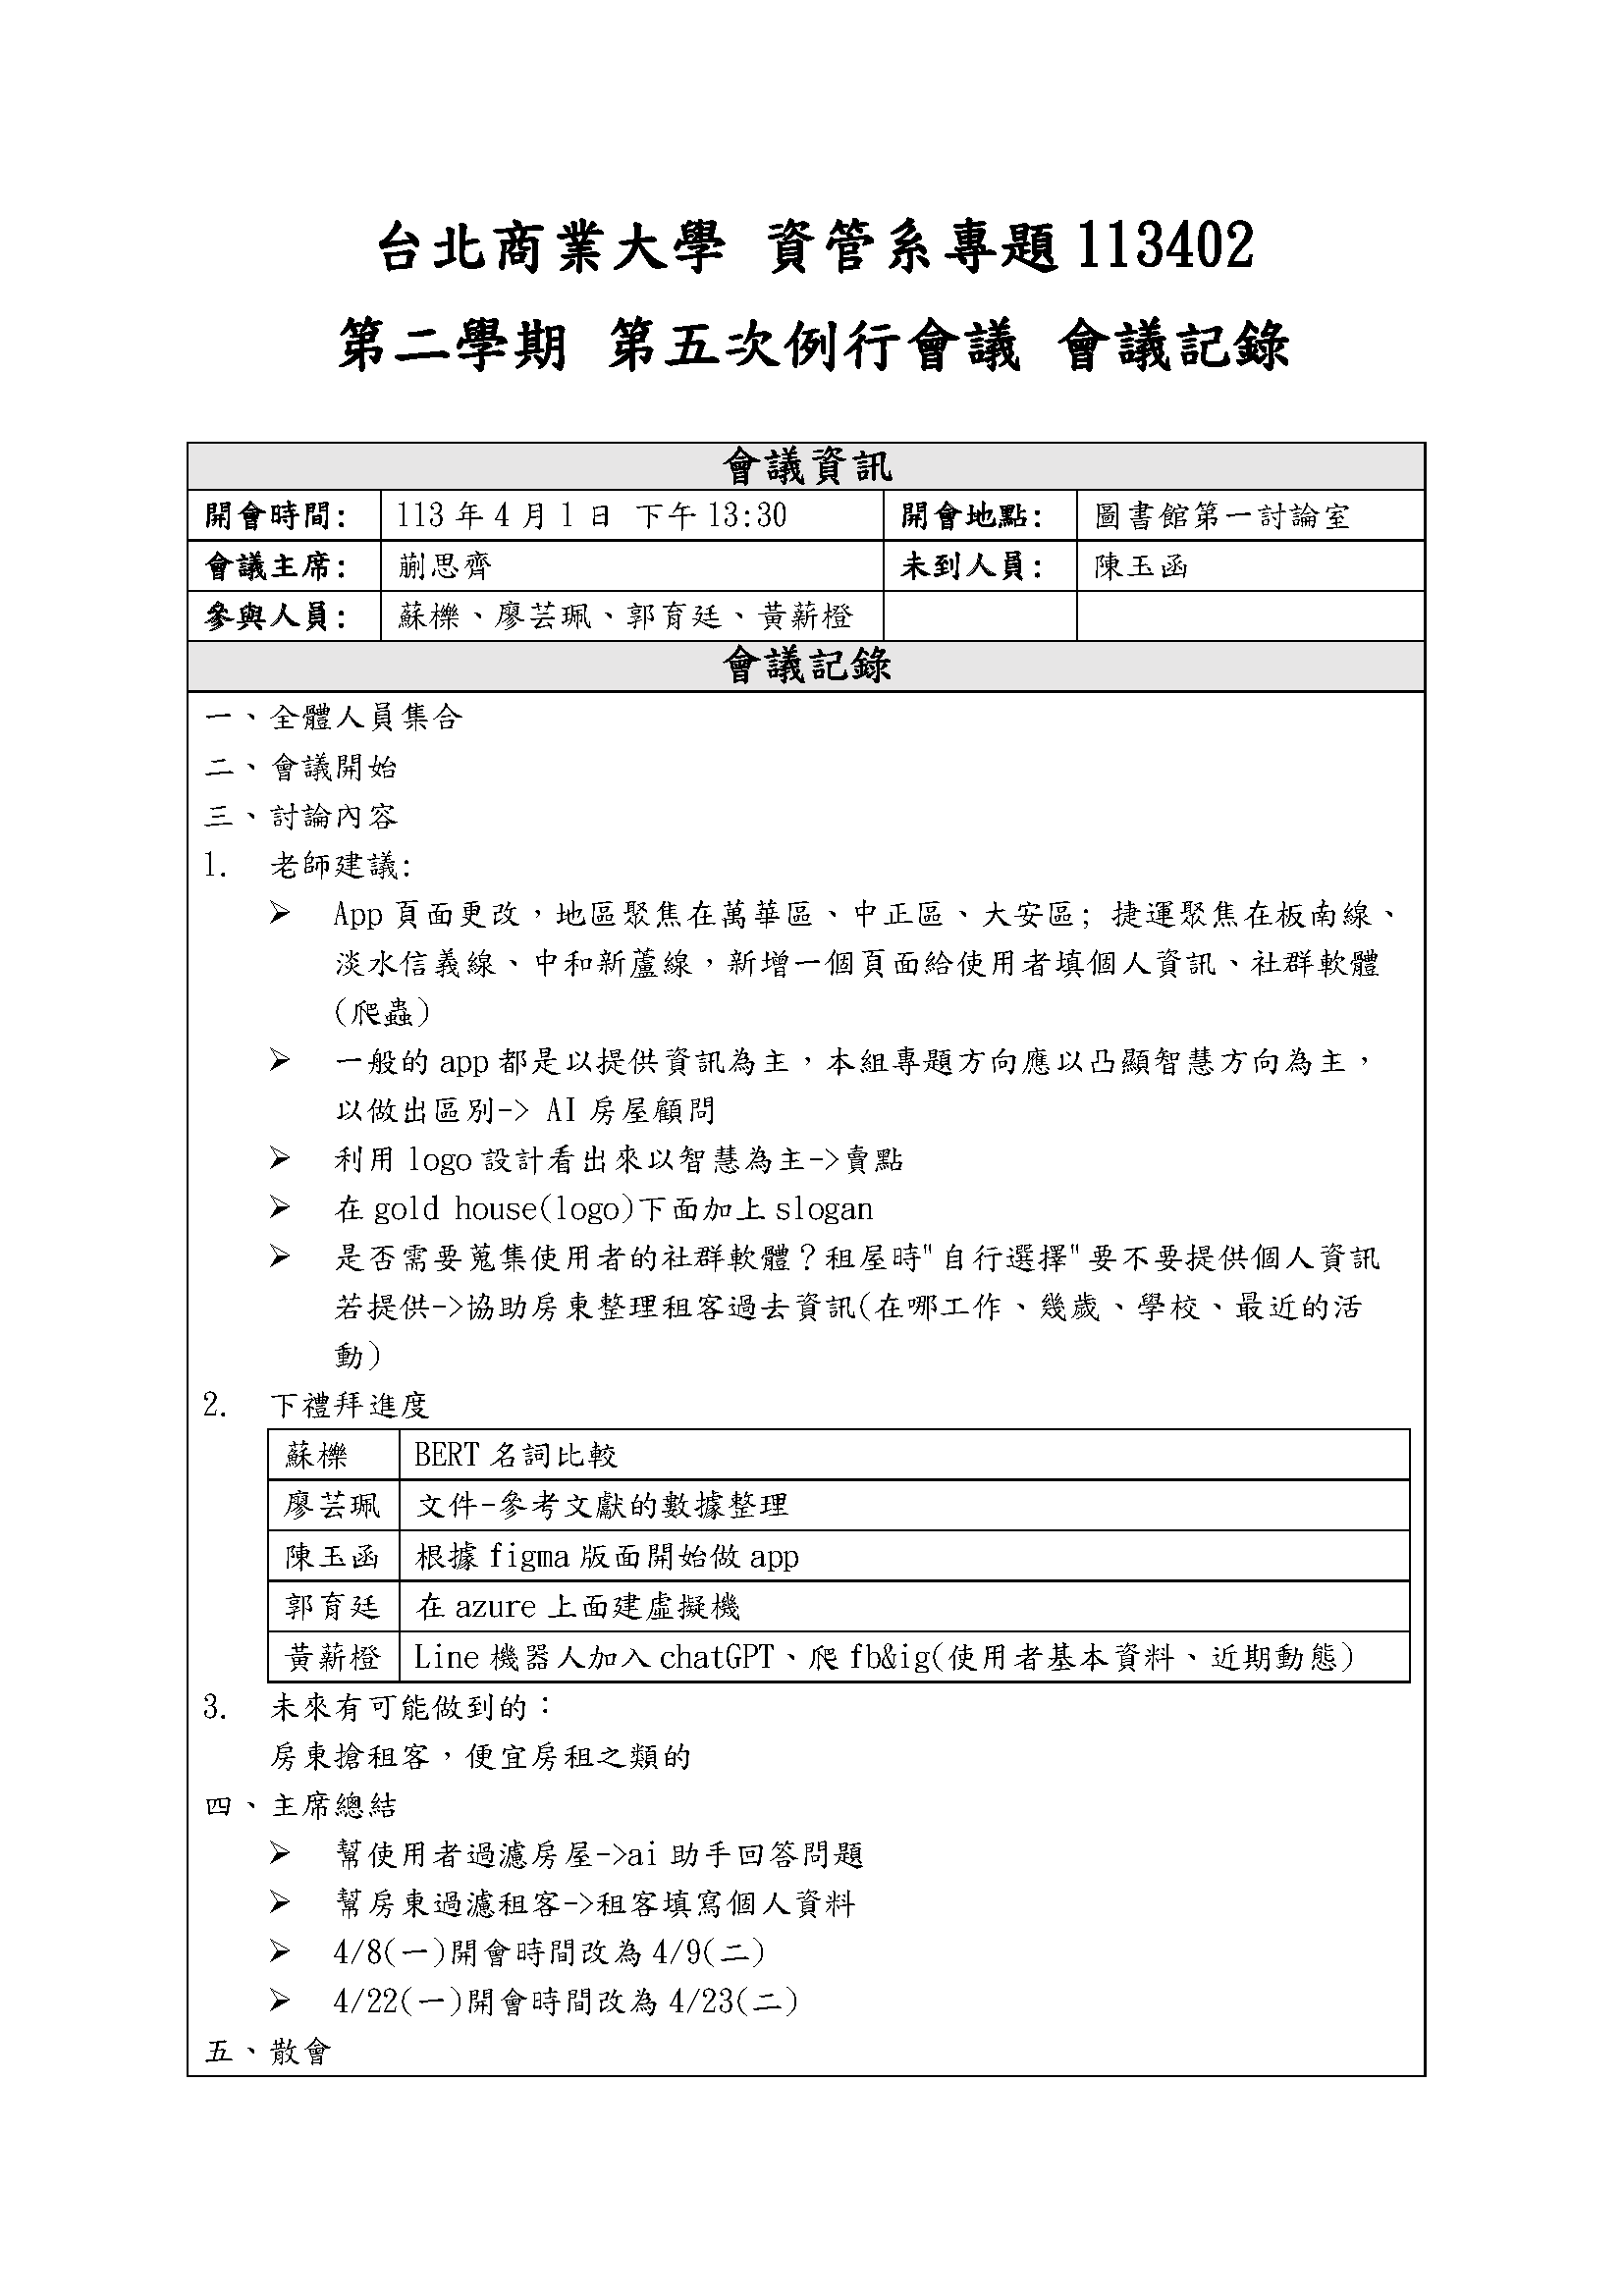 台北商業大學 資管系專題113402
第二學期 第五次例行會議 會議記錄
會議資訊
開會時間: 113年4月1日 下午13:30 開會地點: 圖書館第一討論室
會議主席: 蒯思齊 未到人員: 陳玉函
參與人員: 蘇櫟、廖芸珮、郭育廷、黃薪橙
會議記錄
一、全體人員集合
二、會議開始
三、討論內容
1. 老師建議:
➢ App頁面更改，地區聚焦在萬華區、中正區、大安區; 捷運聚焦在板南線、
淡水信義線、中和新蘆線，新增一個頁面給使用者填個人資訊、社群軟體
(爬蟲)
➢ 一般的app都是以提供資訊為主，本組專題方向應以凸顯智慧方向為主，
以做出區別-> AI房屋顧問
➢ 利用logo設計看出來以智慧為主->賣點
➢ 在gold house(logo)下面加上slogan
➢ 是否需要蒐集使用者的社群軟體？租屋時"自行選擇"要不要提供個人資訊
若提供->協助房東整理租客過去資訊(在哪工作、幾歲、學校、最近的活
動)
2. 下禮拜進度
蘇櫟 BERT名詞比較
廖芸珮 文件-參考文獻的數據整理
陳玉函 根據figma版面開始做app
郭育廷 在azure上面建虛擬機
黃薪橙 Line機器人加入chatGPT、爬fb&ig(使用者基本資料、近期動態)
3. 未來有可能做到的：
房東搶租客，便宜房租之類的
四、主席總結
➢ 幫使用者過濾房屋->ai助手回答問題
➢ 幫房東過濾租客->租客填寫個人資料
➢ 4/8(一)開會時間改為4/9(二)
➢ 4/22(一)開會時間改為4/23(二)
五、散會